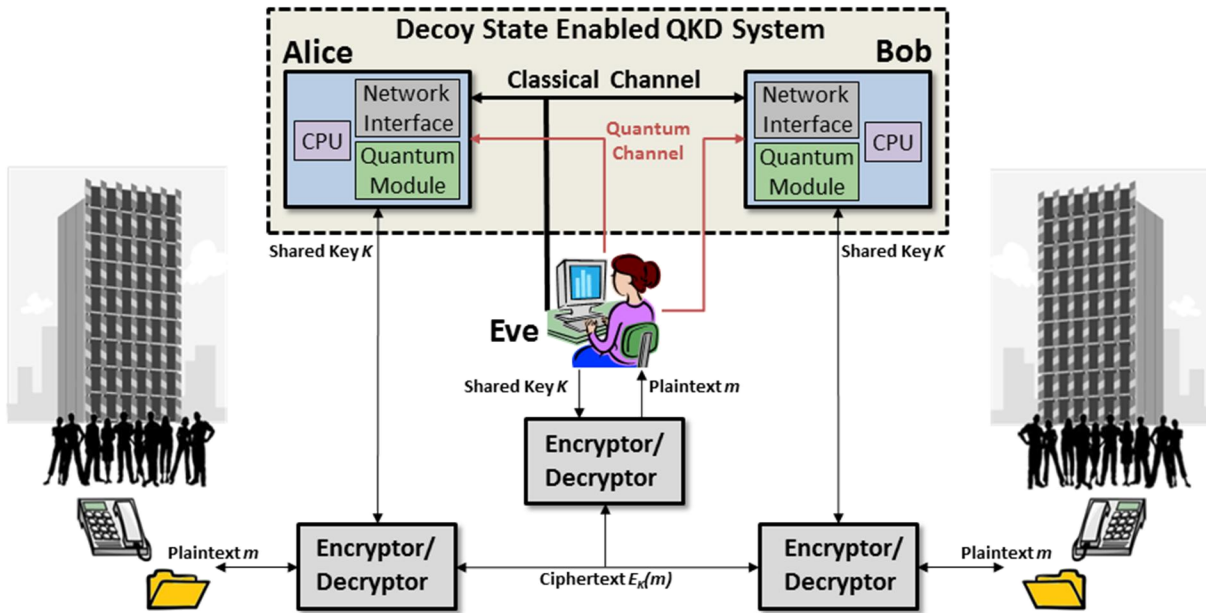 Decoy State Enabled QKD System
Alice
Bob
Classical Channel
Network
Interface
CPU
Quantum
Module
Quantum
Channel
Network
Interface
CPU
Quantum
Module
Shared Key K
Shared Key K
Eve
Shared Key K
Plaintext m
Encryptor/
Decryptor
Plaintext m
Encryptor/
Decryptor
Ciphertext E_K(m)
Encryptor/
Decryptor
Plaintext m